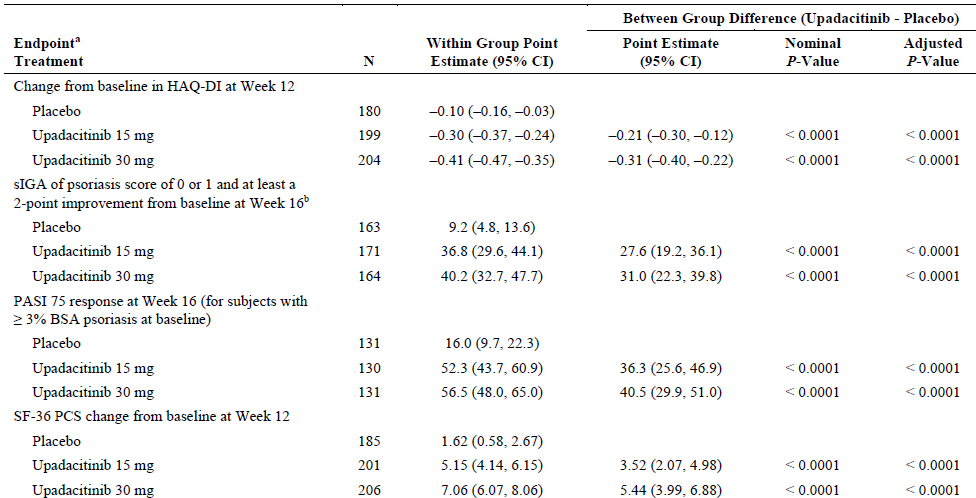 Between Group Difference (Upadacitinib - Placebo)
Endpointᵃ
Treatment N Within Group Point Estimate (95% CI) Point Estimate (95% CI) Nominal P-Value Adjusted P-Value
Change from baseline in HAQ-DI at Week 12
Placebo 180 –0.10 (–0.16, –0.03)
Upadacitinib 15 mg 199 –0.30 (–0.37, –0.24) –0.21 (–0.30, –0.12) < 0.0001 < 0.0001
Upadacitinib 30 mg 204 –0.41 (–0.47, –0.35) –0.31 (–0.40, –0.22) < 0.0001 < 0.0001
sIGA of psoriasis score of 0 or 1 and at least a
2-point improvement from baseline at Week 16ᵇ
Placebo 163 9.2 (4.8, 13.6)
Upadacitinib 15 mg 171 36.8 (29.6, 44.1) 27.6 (19.2, 36.1) < 0.0001 < 0.0001
Upadacitinib 30 mg 164 40.2 (32.7, 47.7) 31.0 (22.3, 39.8) < 0.0001 < 0.0001
PASI 75 response at Week 16 (for subjects with
≥ 3% BSA psoriasis at baseline)
Placebo 131 16.0 (9.7, 22.3)
Upadacitinib 15 mg 130 52.3 (43.7, 60.9) 36.3 (25.6, 46.9) < 0.0001 < 0.0001
Upadacitinib 30 mg 131 56.5 (48.0, 65.0) 40.5 (29.9, 51.0) < 0.0001 < 0.0001
SF-36 PCS change from baseline at Week 12
Placebo 185 1.62 (0.58, 2.67)
Upadacitinib 15 mg 201 5.15 (4.14, 6.15) 3.52 (2.07, 4.98) < 0.0001 < 0.0001
Upadacitinib 30 mg 206 7.06 (6.07, 8.06) 5.44 (3.99, 6.88) < 0.0001 < 0.0001